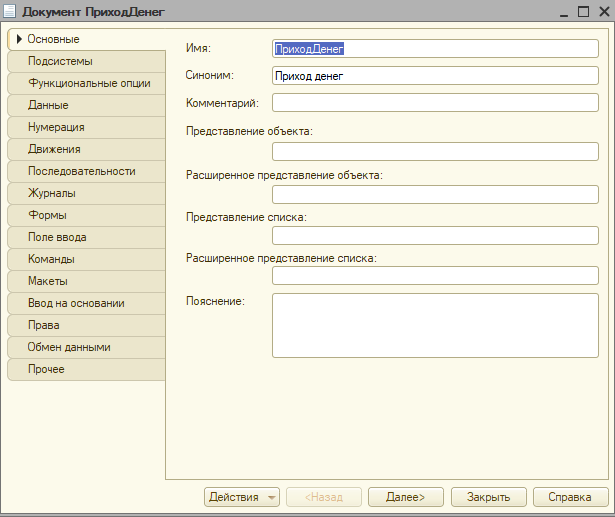 Документ ПриходДенег
Основные
Подсистемы
Функциональные опции
Данные
Нумерация
Движения
Последовательности
Журналы
Формы
Поле ввода
Команды
Макеты
Ввод на основании
Права
Обмен данными
Прочее
Имя: ПриходДенег
Синоним: Приход денег
Комментарий:
Представление объекта:
Расширенное представление объекта:
Представление списка:
Расширенное представление списка:
Пояснение:
Действия <Назад Далее> Закрыть Справка